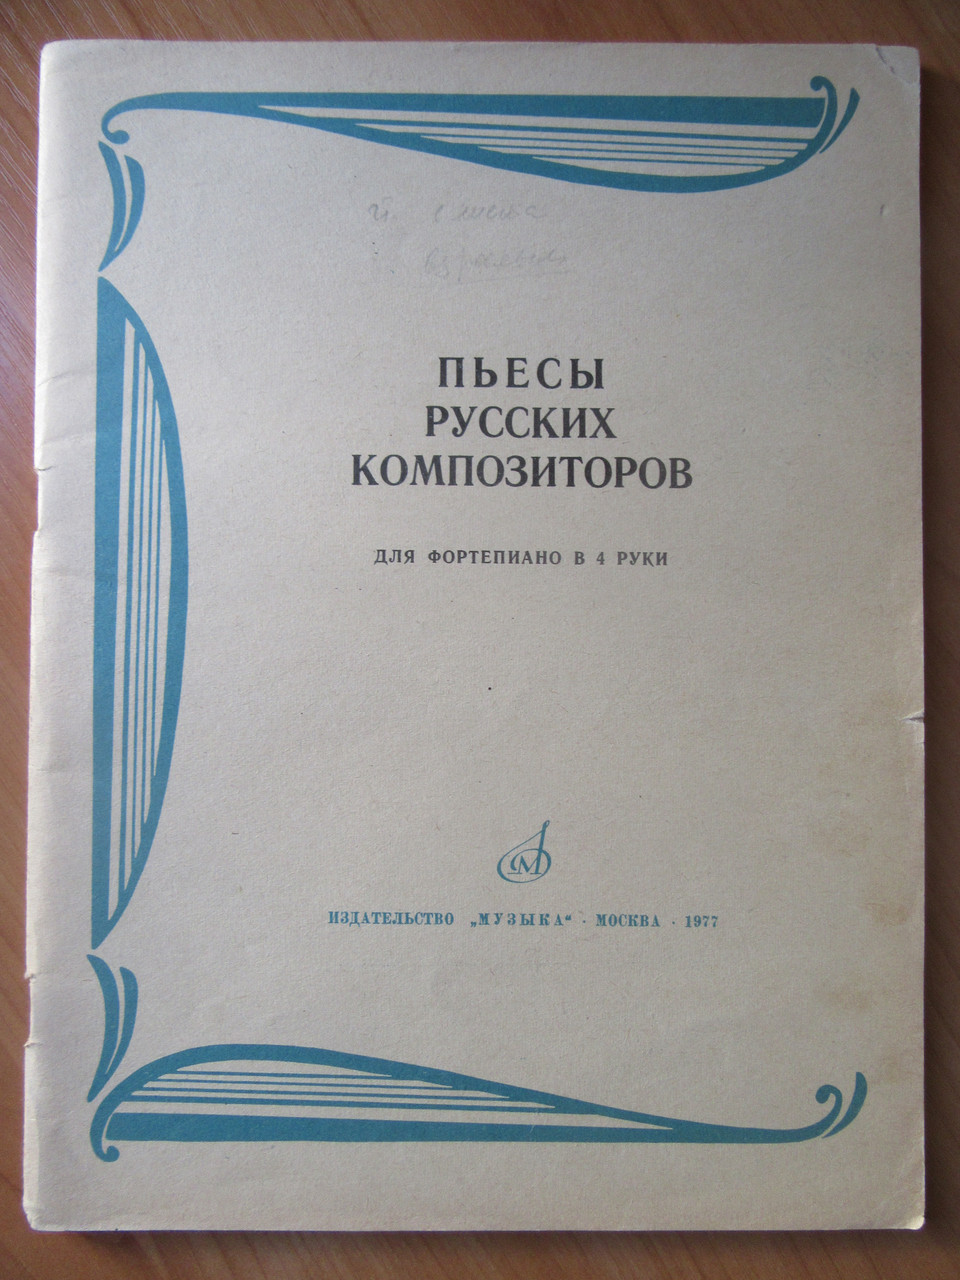 ПЬЕСЫ
РУССКИХ
КОМПОЗИТОРОВ
ДЛЯ ФОРТЕПИАНО В 4 РУКИ
М
ИЗДАТЕЛЬСТВО „МУЗЫКА“ · МОСКВА · 1977